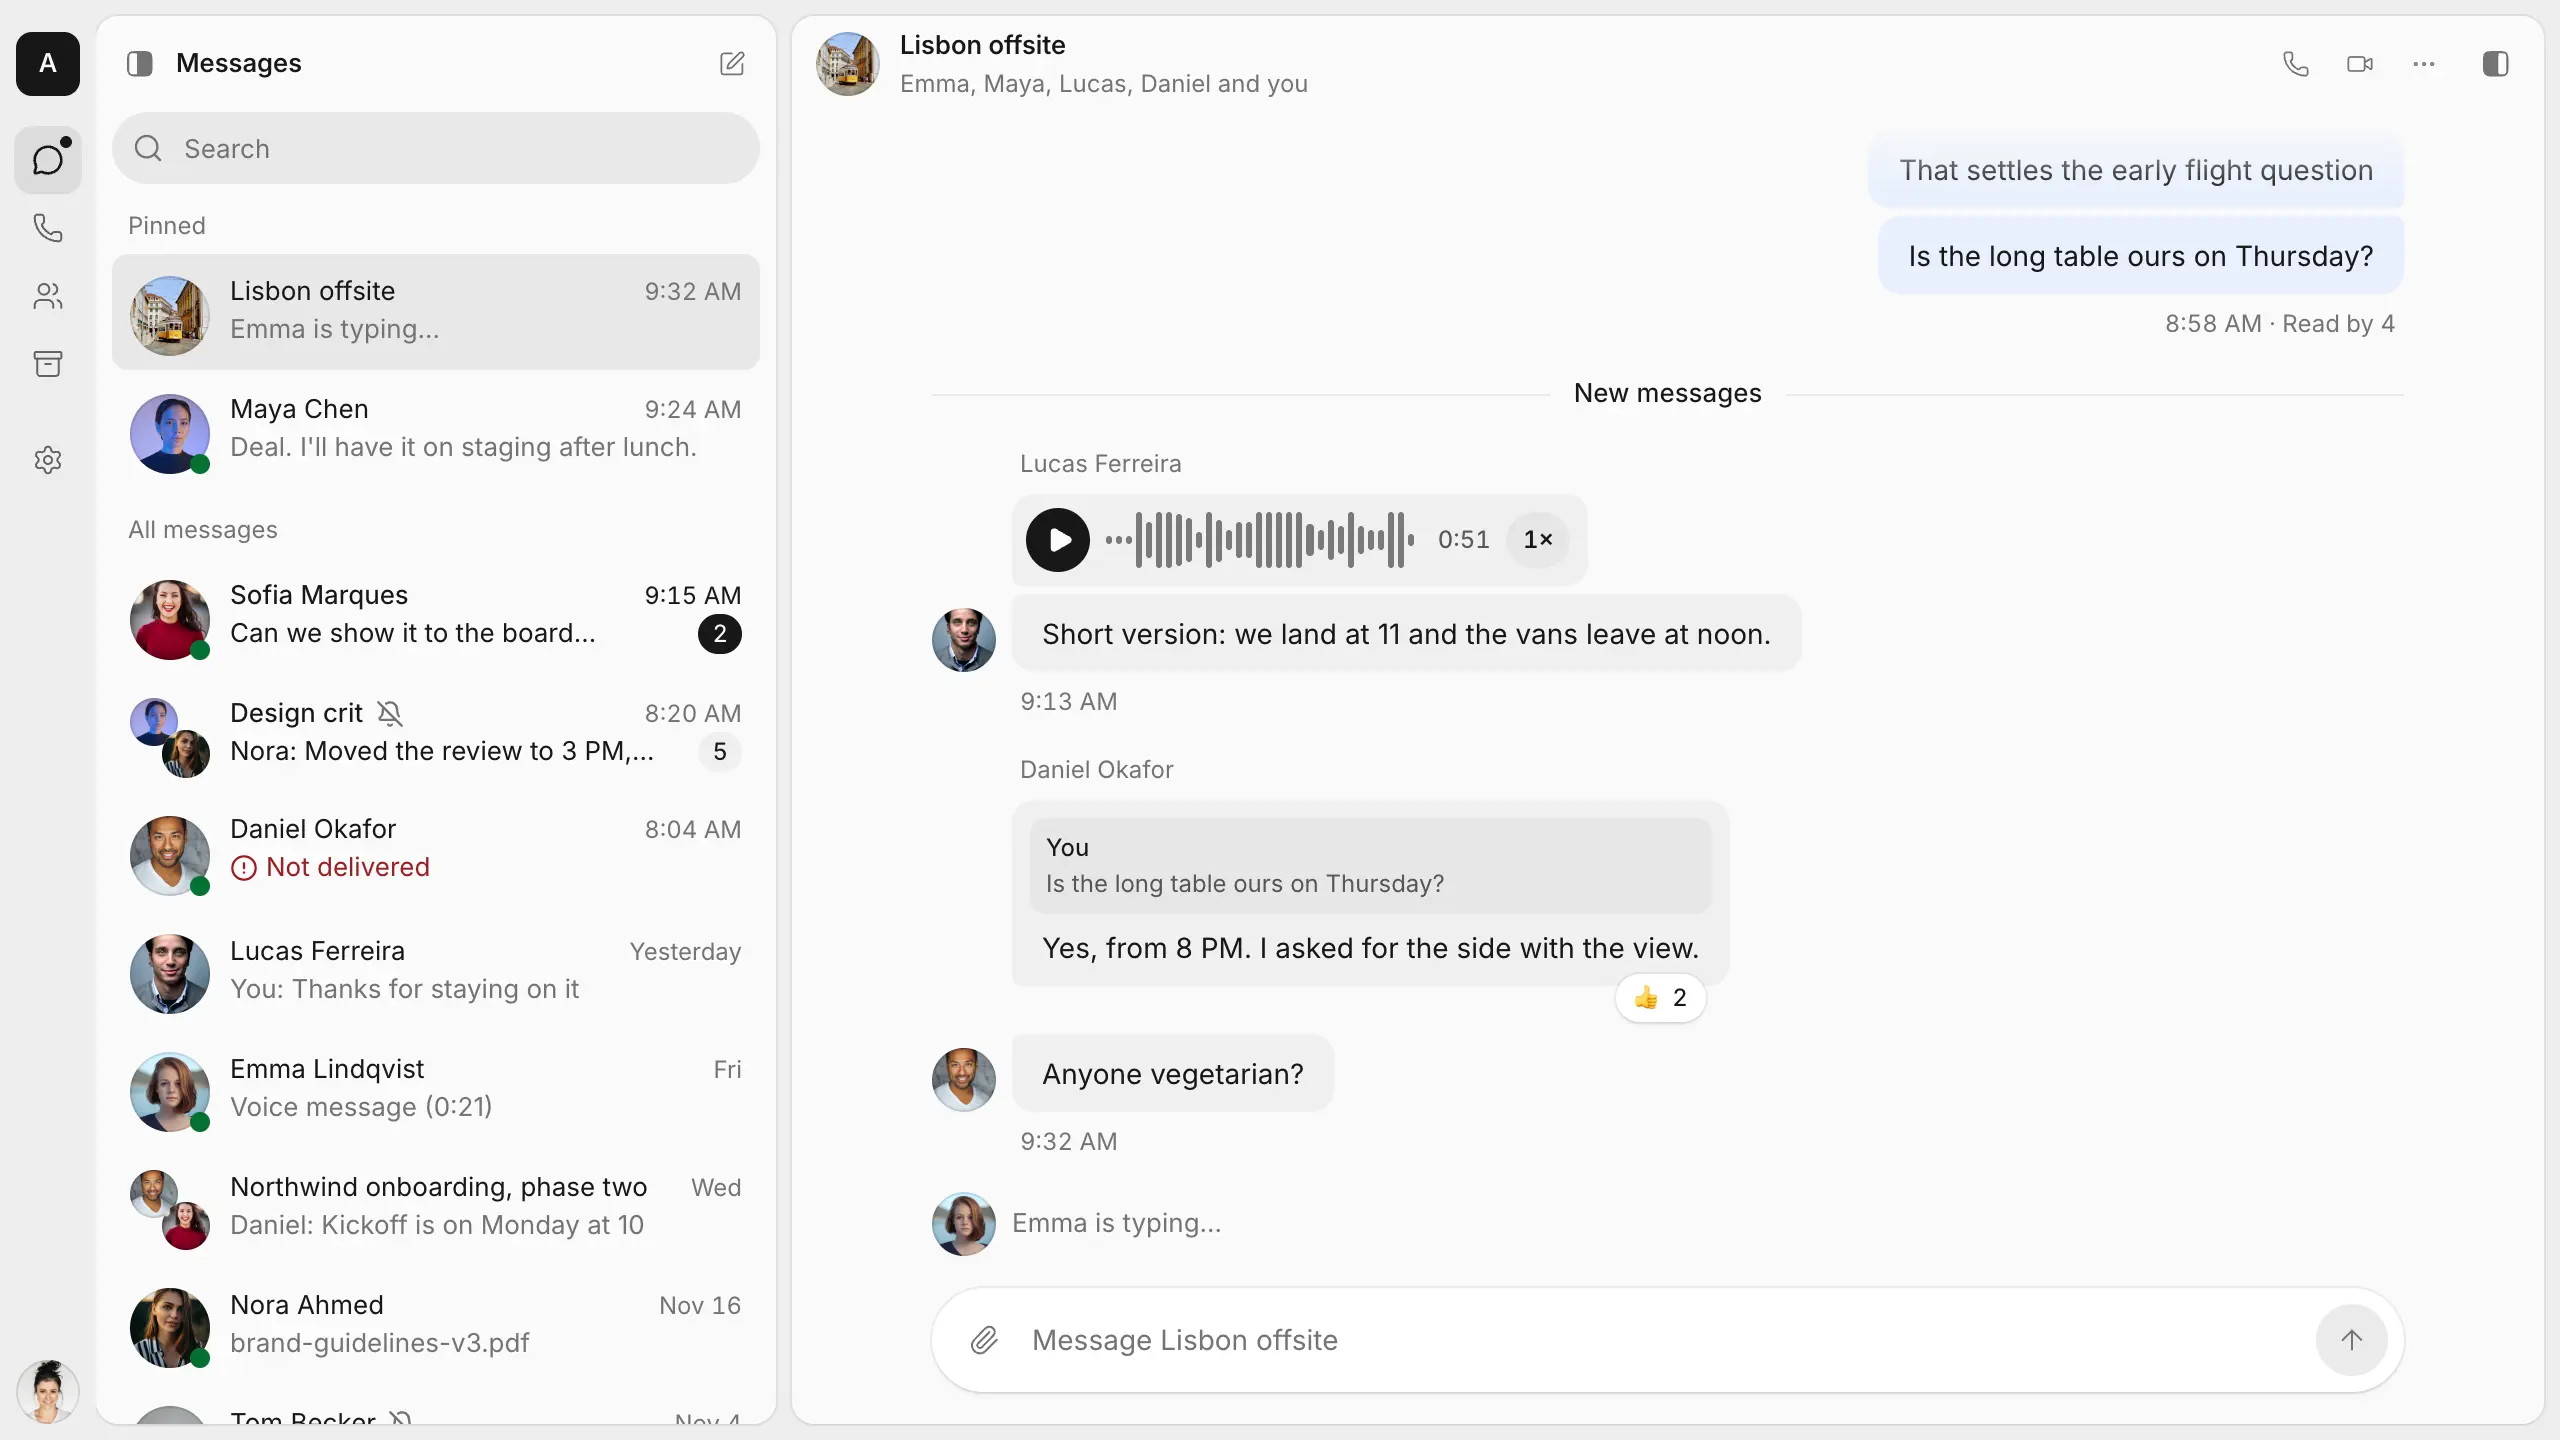 A
Messages
Search
Pinned
Lisbon offsite 9:32 AM
Emma is typing...
Maya Chen 9:24 AM
Deal. I'll have it on staging after lunch.
All messages
Sofia Marques 9:15 AM
Can we show it to the board... 2
Design crit 8:20 AM
Nora: Moved the review to 3 PM,... 5
Daniel Okafor 8:04 AM
Not delivered
Lucas Ferreira Yesterday
You: Thanks for staying on it
Emma Lindqvist Fri
Voice message (0:21)
Northwind onboarding, phase two Wed
Daniel: Kickoff is on Monday at 10
Nora Ahmed Nov 16
brand-guidelines-v3.pdf
Tom Becker Nov 4
Lisbon offsite
Emma, Maya, Lucas, Daniel and you
That settles the early flight question
Is the long table ours on Thursday?
8:58 AM · Read by 4
New messages
Lucas Ferreira
0:51 1×
Short version: we land at 11 and the vans leave at noon.
9:13 AM
Daniel Okafor
You
Is the long table ours on Thursday?
Yes, from 8 PM. I asked for the side with the view.
👍 2
Anyone vegetarian?
9:32 AM
Emma is typing...
Message Lisbon offsite